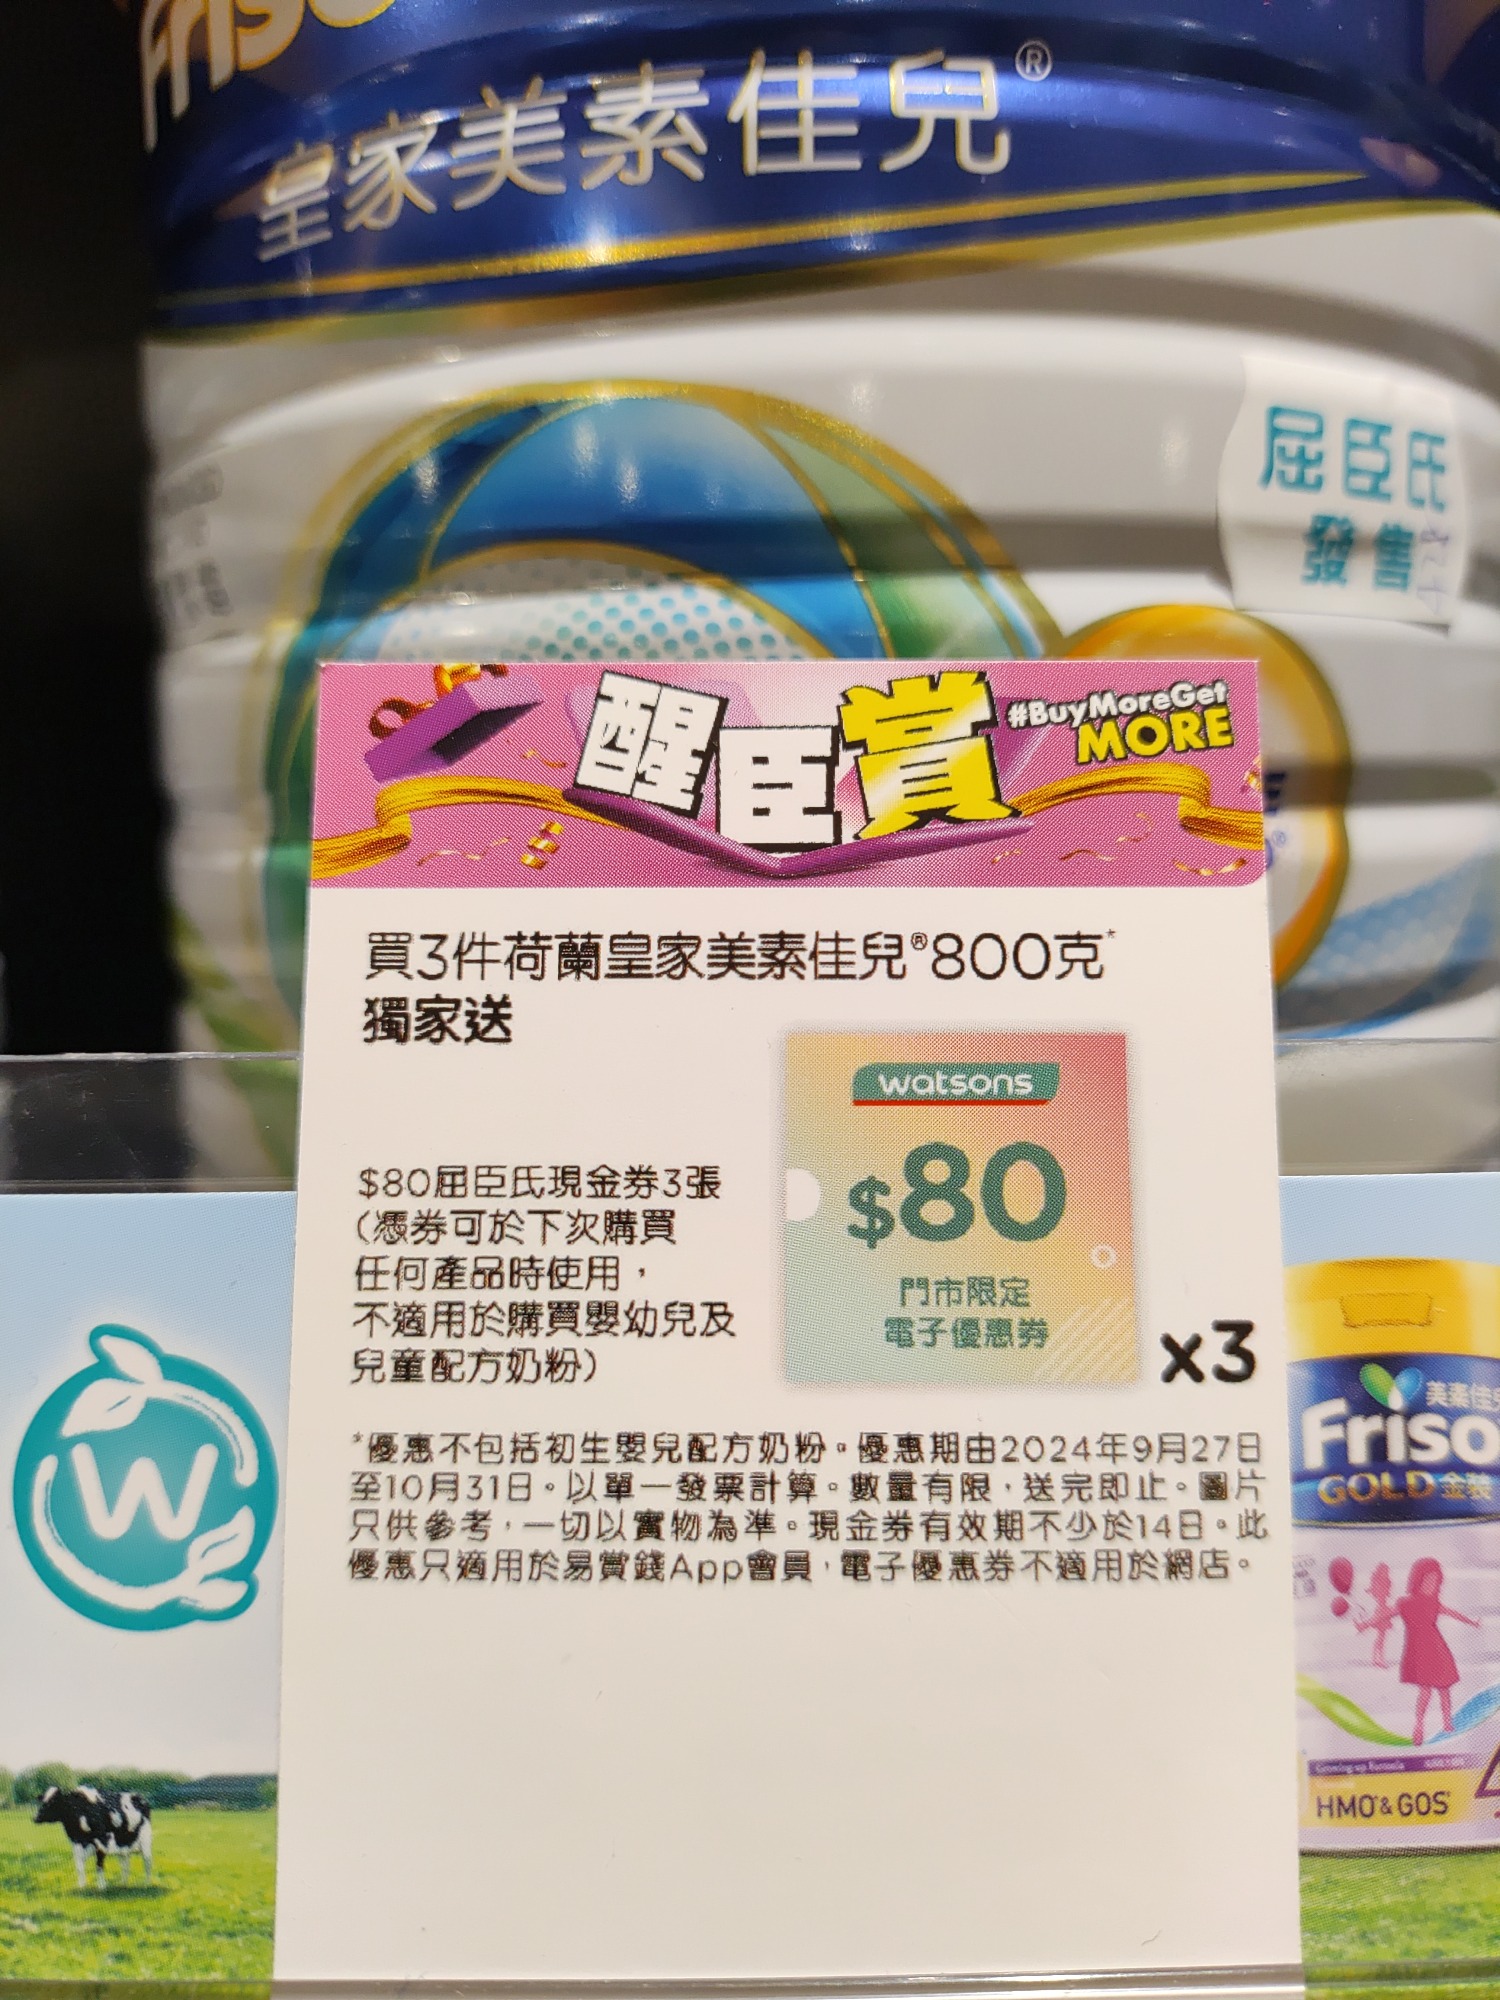 Friso
皇家美素佳兒®
屈臣氏
發售
醒臣賞
#BuyMoreGet
MORE
買3件荷蘭皇家美素佳兒®800克*
獨家送
watsons
$80
門市限定
電子優惠券
x3
$80屈臣氏現金券3張
(憑券可於下次購買
任何產品時使用，
不適用於購買嬰幼兒及
兒童配方奶粉)
*優惠不包括初生嬰兒配方奶粉。優惠期由2024年9月27日
至10月31日。以單一發票計算。數量有限，送完即止。圖片
只供參考，一切以實物為準。現金券有效期不少於14日。此
優惠只適用於易賞錢App會員，電子優惠券不適用於網店。
W
美素佳兒
Friso
GOLD 金裝
Growing up Formula
HMO & GOS